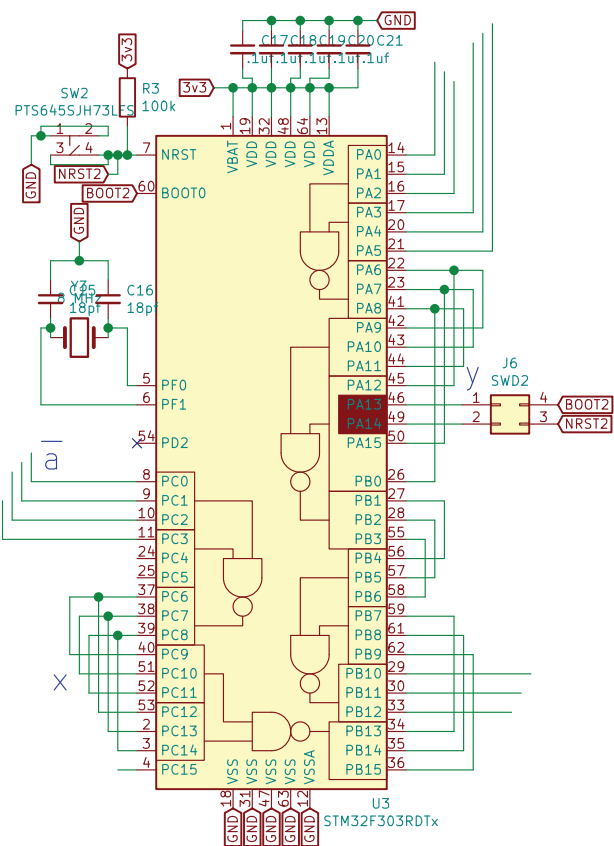 GND
C17 C18 C19 C20 C21
.1uf .1uf .1uf .1uf .1uf
3v3
3v3
R3
100k
SW2
PTS645SJH73LFS
1 2
3 4
GND
NRST2
BOOT2
GND
Y3
8 MHz
C15
18pf
C16
18pf
1 VBAT
19 VDD
32 VDD
48 VDD
64 VDD
13 VDDA
7 NRST
60 BOOT0
5 PF0
6 PF1
54 PD2
a
8 PC0
9 PC1
10 PC2
11 PC3
24 PC4
25 PC5
37 PC6
38 PC7
39 PC8
40 PC9
51 PC10
x
52 PC11
53 PC12
2 PC13
3 PC14
4 PC15
PA0 14
PA1 15
PA2 16
PA3 17
PA4 20
PA5 21
PA6 22
PA7 23
PA8 41
PA9 42
PA10 43
PA11 44
PA12 45
PA13 46
PA14 49
PA15 50
PB0 26
PB1 27
PB2 28
PB3 55
PB4 56
PB5 57
PB6 58
PB7 59
PB8 61
PB9 62
PB10 29
PB11 30
PB12 33
PB13 34
PB14 35
PB15 36
y
J6
SWD2
1 4 BOOT2
2 3 NRST2
VSS 18 GND
VSS 31 GND
VSS 47 GND
VSS 63 GND
VSSA 12 GND
U3
STM32F303RDTx